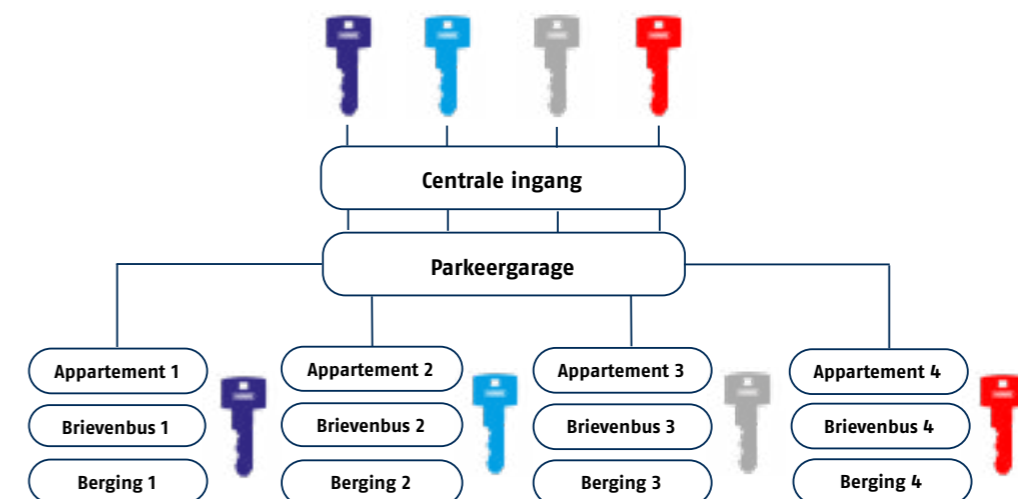 Centrale ingang
Parkeergarage
Appartement 1
Appartement 2
Appartement 3
Appartement 4
Brievenbus 1
Brievenbus 2
Brievenbus 3
Brievenbus 4
Berging 1
Berging 2
Berging 3
Berging 4